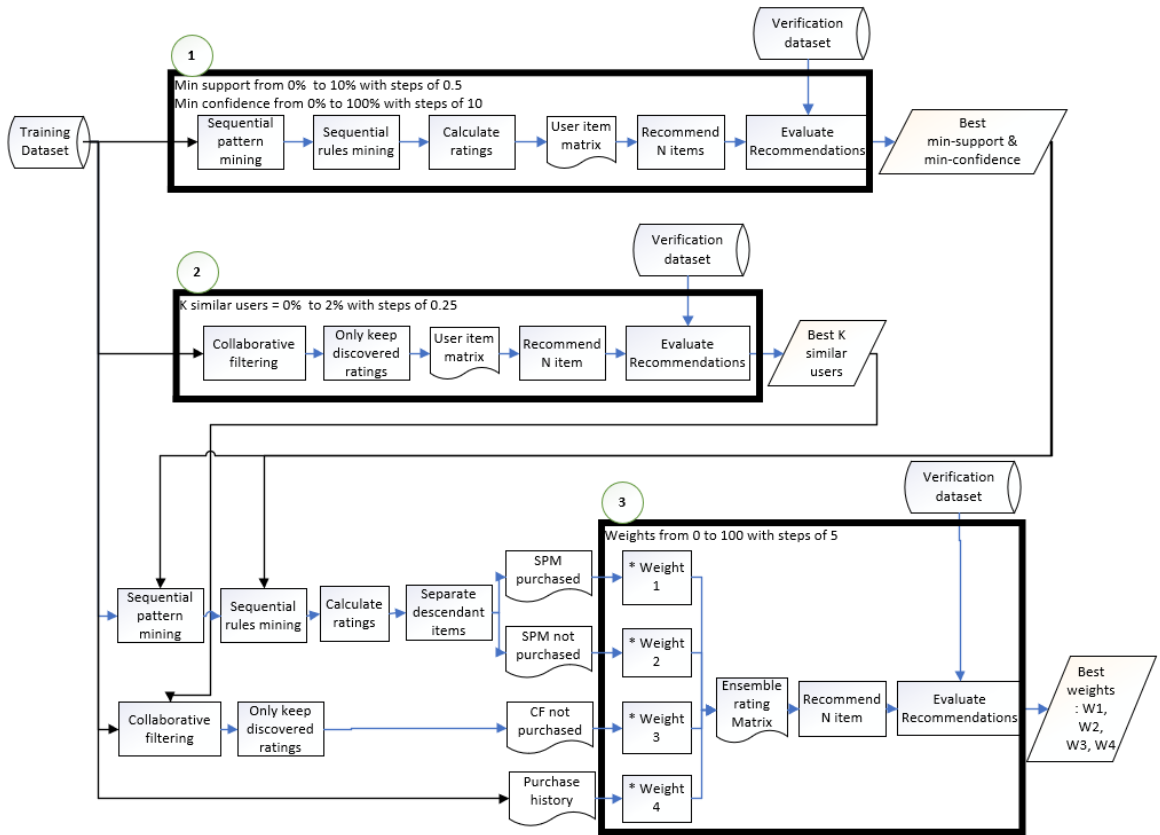 Verification
dataset
1
Min support from 0% to 10% with steps of 0.5
Min confidence from 0% to 100% with steps of 10
Training
Dataset
Sequential
pattern
mining
Sequential
rules mining
Calculate
ratings
User item
matrix
Recommend
N items
Evaluate
Recommendations
Best
min-support &
min-confidence
Verification
dataset
2
K similar users = 0% to 2% with steps of 0.25
Collaborative
filtering
Only keep
discovered
ratings
User item
matrix
Recommend
N item
Evaluate
Recommendations
Best K
similar
users
Verification
dataset
3
Weights from 0 to 100 with steps of 5
Sequential
pattern
mining
Sequential
rules mining
Calculate
ratings
Separate
descendant
items
SPM
purchased
* Weight
1
SPM not
purchased
* Weight
2
Collaborative
filtering
Only keep
discovered
ratings
CF not
purchased
* Weight
3
Purchase
history
* Weight
4
Ensemble
rating
Matrix
Recommend
N item
Evaluate
Recommendations
Best
weights
: W1,
W2,
W3, W4